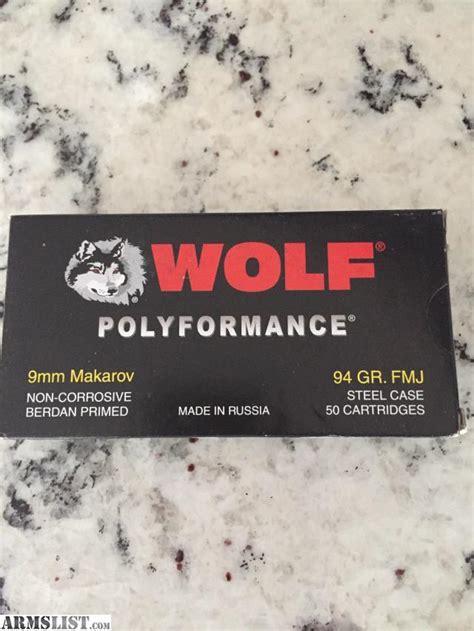 WOLF®
POLYFORMANCE®
9mm Makarov
NON-CORROSIVE
BERDAN PRIMED
MADE IN RUSSIA
94 GR. FMJ
STEEL CASE
50 CARTRIDGES
ARMSLIST.com